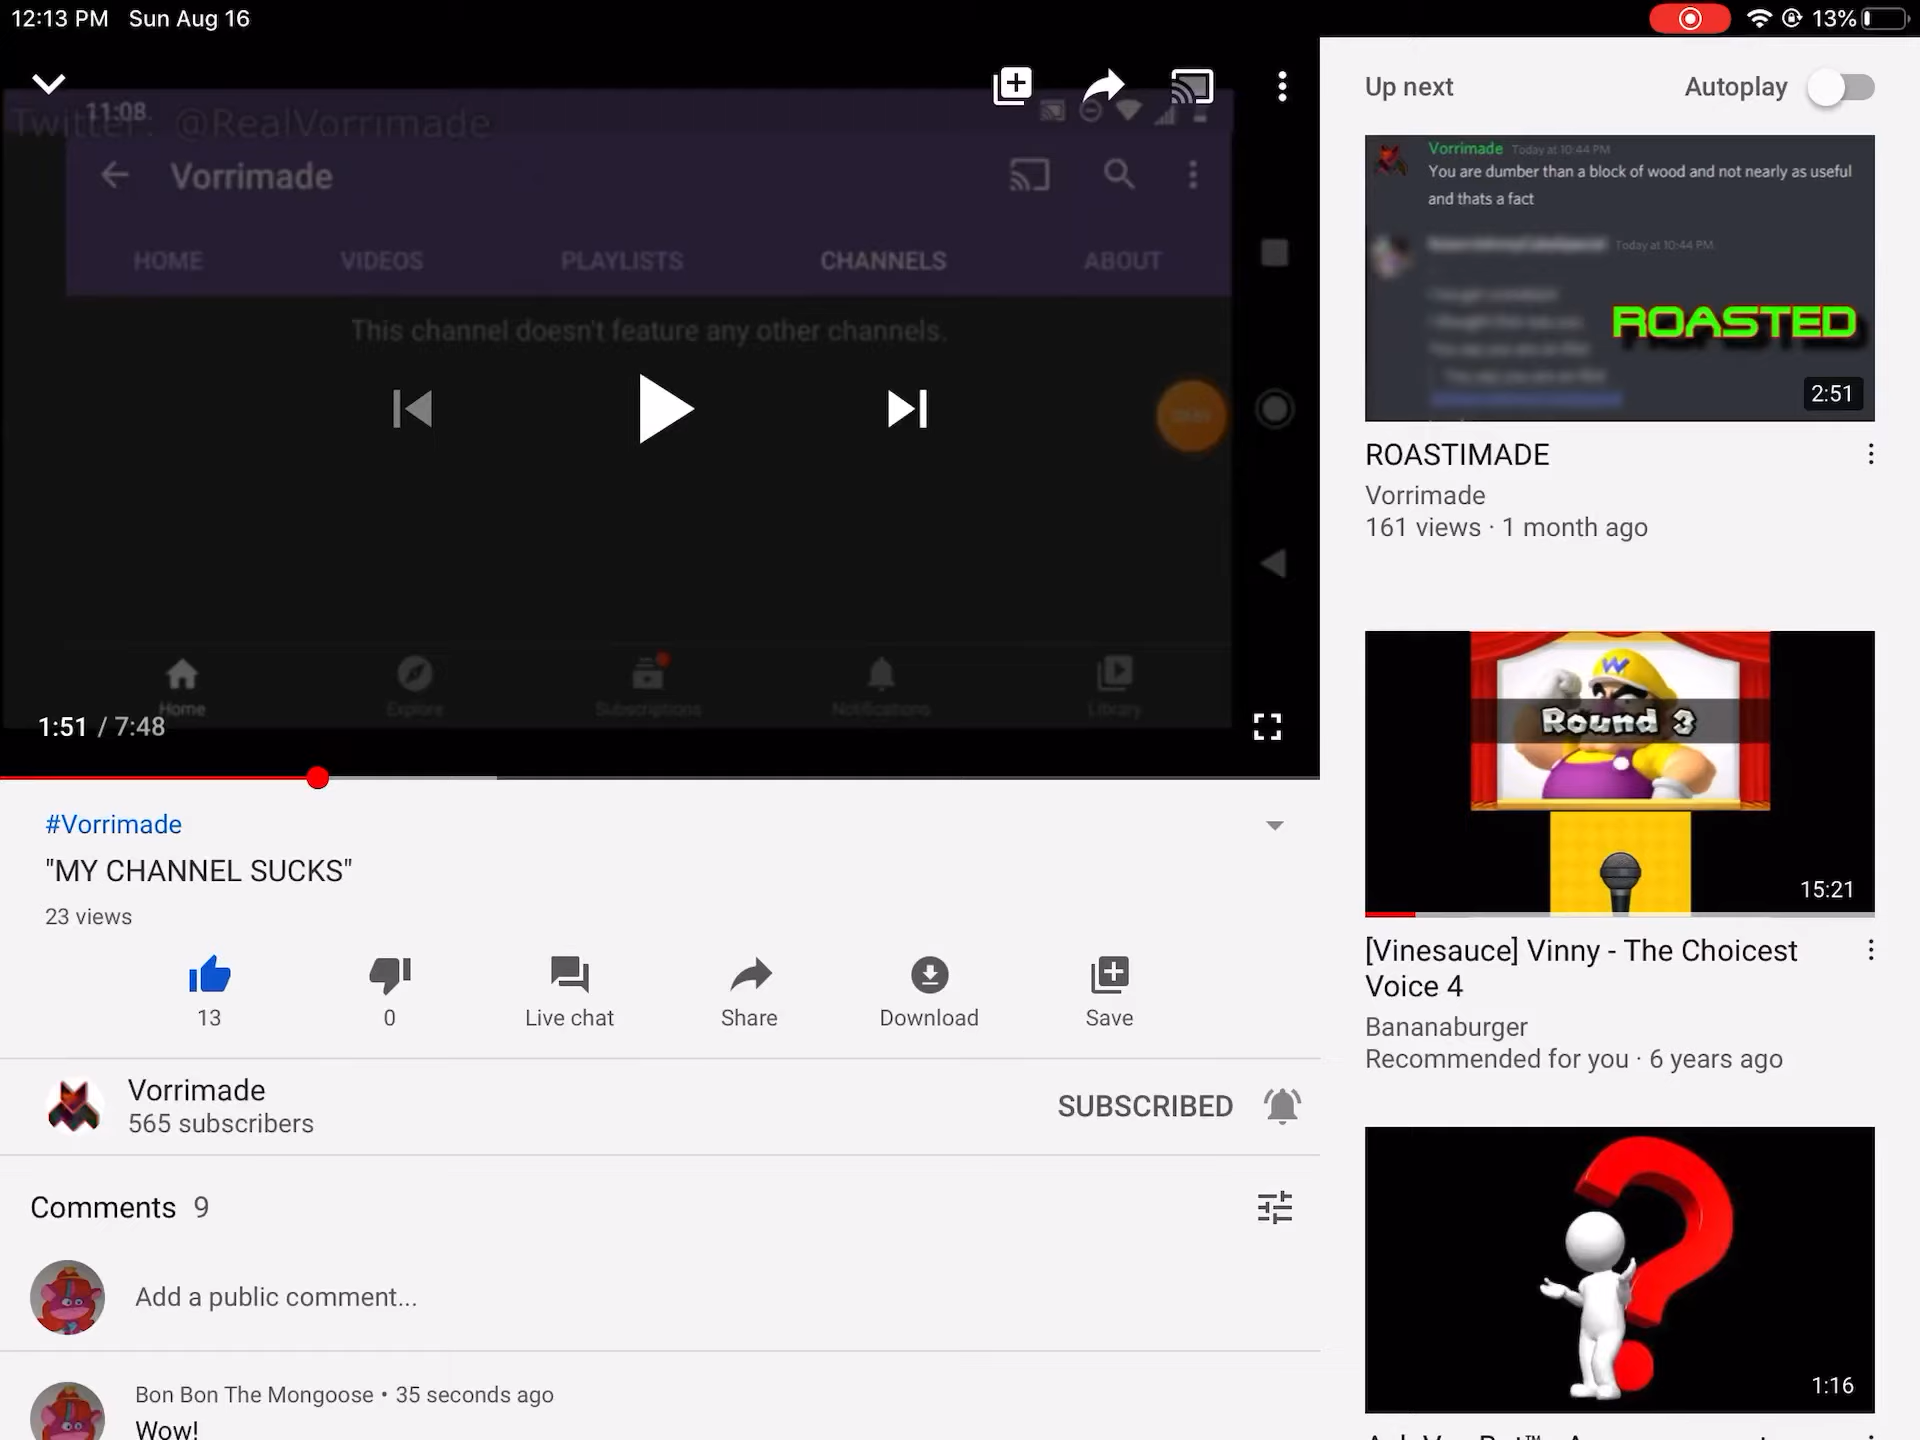 12:13 PM Sun Aug 16
13%
11:08
Twitter: @RealVorrimade
Vorrimade
HOME VIDEOS PLAYLISTS CHANNELS ABOUT
This channel doesn't feature any other channels.
Home Explore Subscriptions Notifications Library
1:51 / 7:48
#Vorrimade
"MY CHANNEL SUCKS"
23 views
13 0 Live chat Share Download Save
Vorrimade
565 subscribers
SUBSCRIBED
Comments 9
Add a public comment...
Bon Bon The Mongoose • 35 seconds ago
Wow!
Up next Autoplay
Vorrimade Today at 10:44 PM
You are dumber than a block of wood and not nearly as useful
and thats a fact
Today at 10:44 PM
ROASTED
2:51
ROASTIMADE
Vorrimade
161 views · 1 month ago
W
Round 3
15:21
[Vinesauce] Vinny - The Choicest
Voice 4
Bananaburger
Recommended for you · 6 years ago
1:16